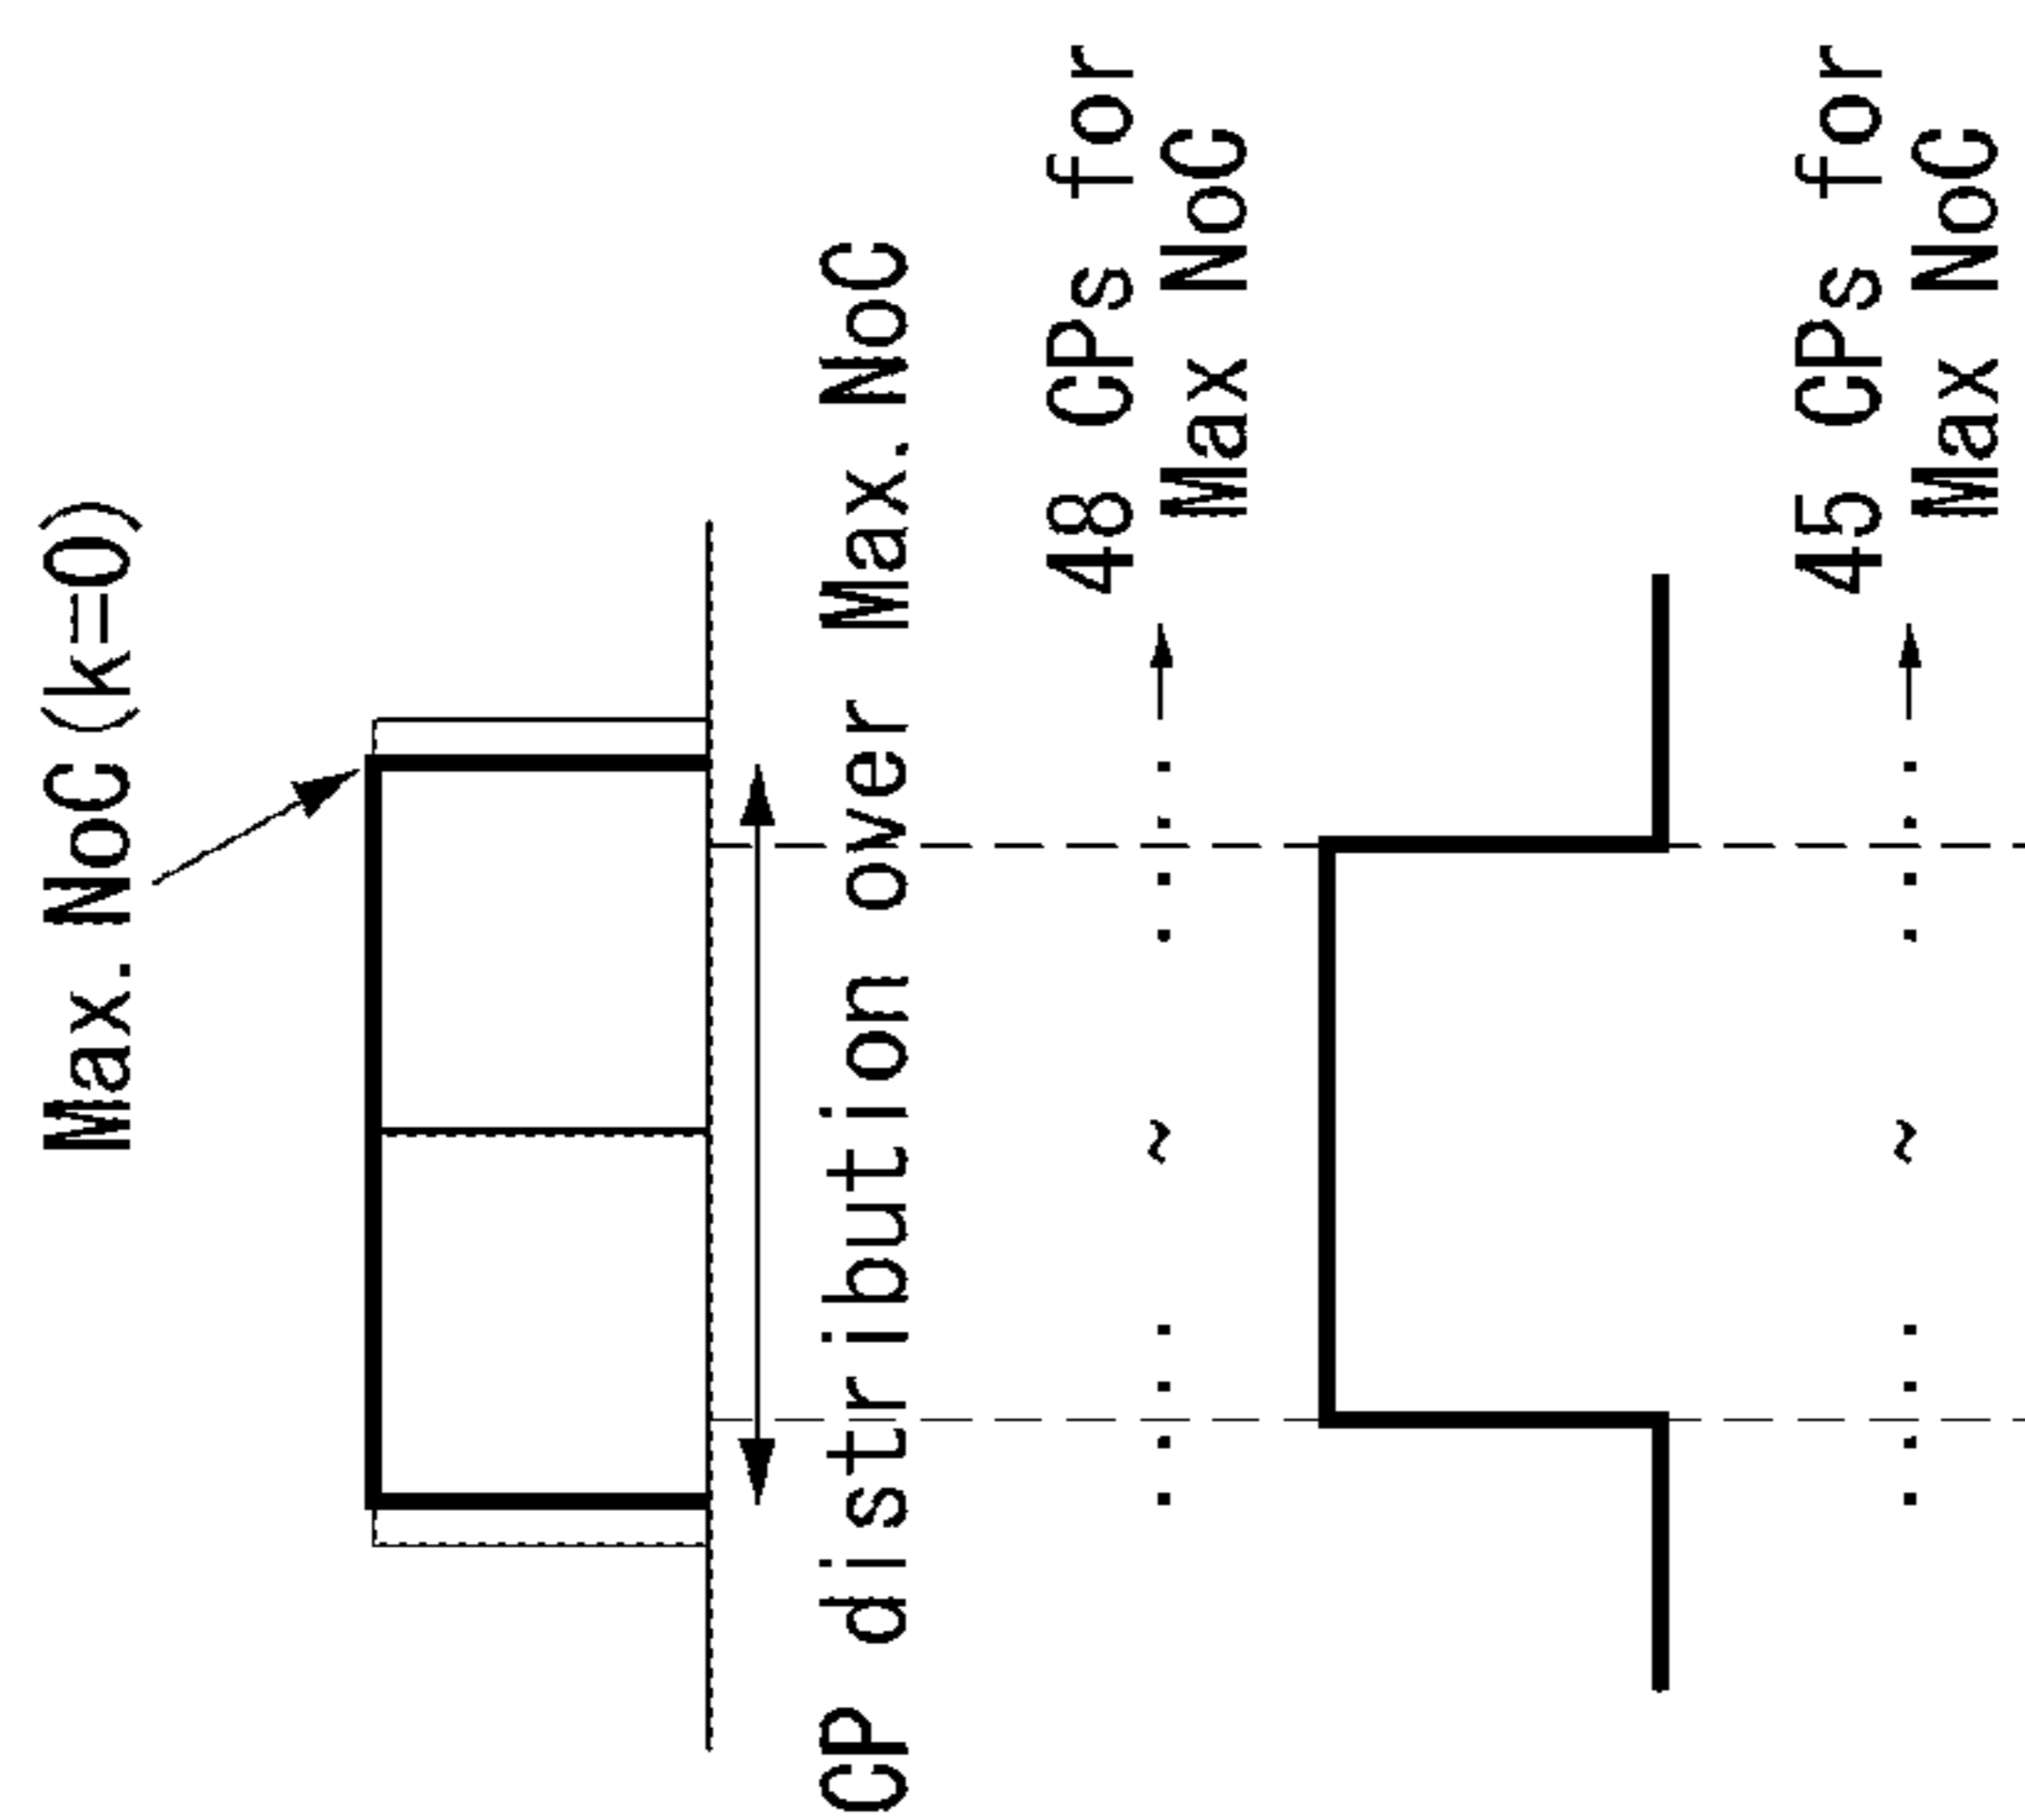 Max. NoC (k=0)
CP distribution over Max. NoC
48 CPs for
Max NoC
45 CPs for
Max NoC